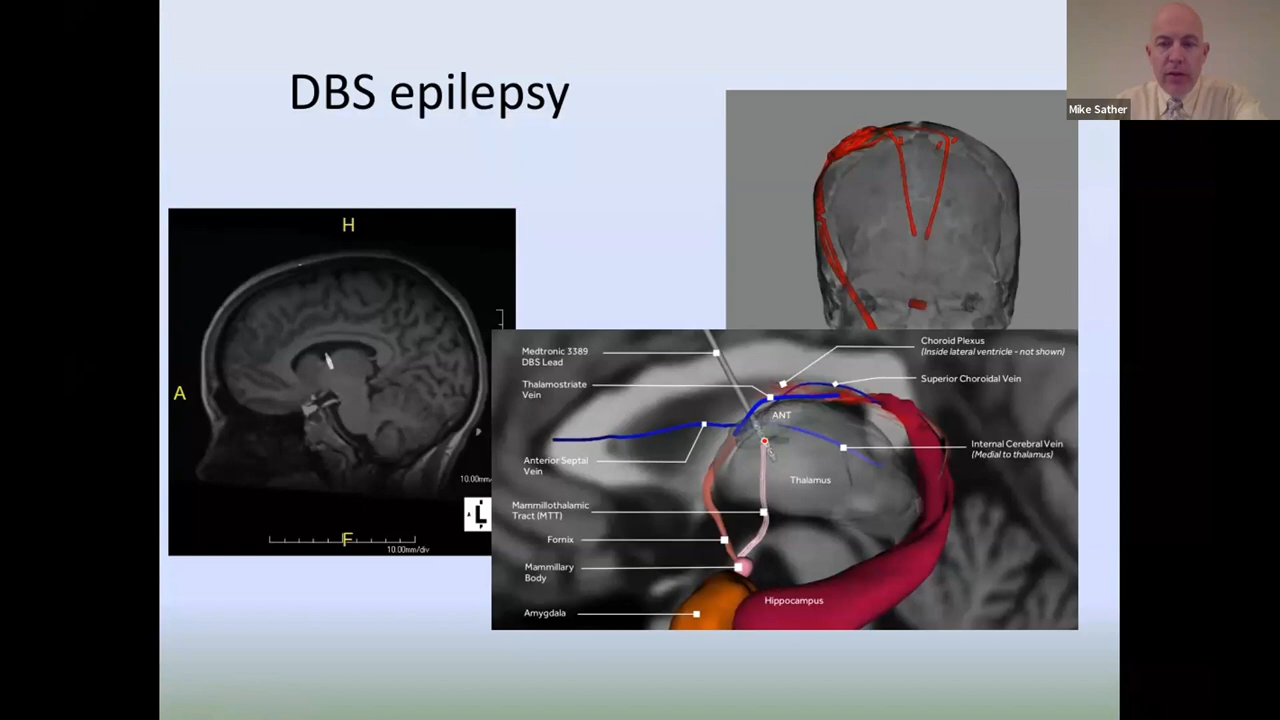 DBS epilepsy
Mike Sather
H
A
10.00mm/
L
F
10.00mm/div
Medtronic 3389
DBS Lead
Thalamostriate
Vein
Anterior Septal
Vein
Mammillothalamic
Tract (MTT)
Fornix
Mammillary
Body
Amygdala
ANT
Thalamus
Hippocampus
Choroid Plexus
(Inside lateral ventricle - not shown)
Superior Choroidal Vein
Internal Cerebral Vein
(Medial to thalamus)